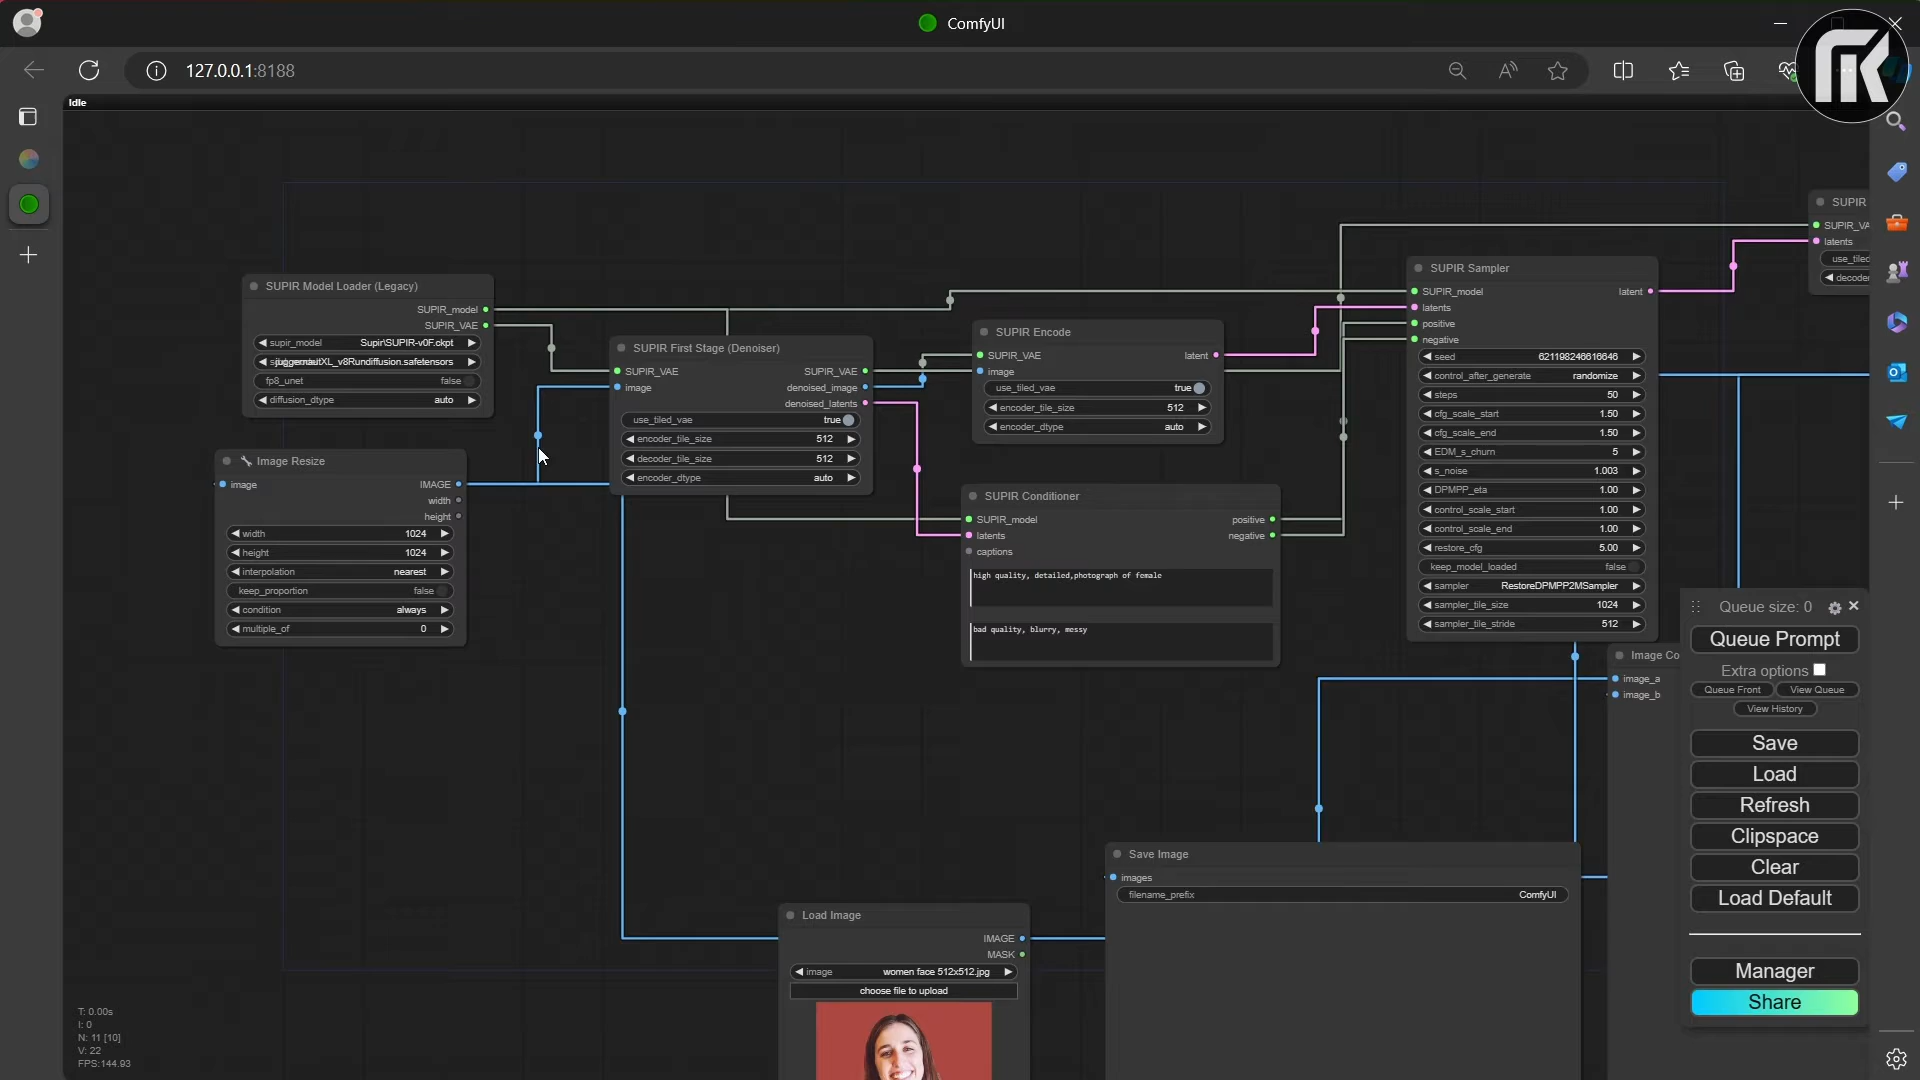 ComfyUI
127.0.0.1:8188
Idle
SUPIR
SUPIR_VA
latents
use_tiled
decoder
SUPIR Model Loader (Legacy)
SUPIR_model
SUPIR_VAE
supir_model Supir\SUPIR-v0F.ckpt
juggernautXL_v8Rundiffusion.safetensors
fp8_unet false
diffusion_dtype auto
Image Resize
image IMAGE
width
height
width 1024
height 1024
interpolation nearest
keep_proportion false
condition always
multiple_of 0
SUPIR First Stage (Denoiser)
SUPIR_VAE SUPIR_VAE
image denoised_image
denoised_latents
use_tiled_vae true
encoder_tile_size 512
decoder_tile_size 512
encoder_dtype auto
SUPIR Encode
SUPIR_VAE latent
image
use_tiled_vae true
encoder_tile_size 512
encoder_dtype auto
SUPIR Conditioner
SUPIR_model positive
latents negative
captions
high quality, detailed,photograph of female
bad quality, blurry, messy
SUPIR Sampler
SUPIR_model latent
latents
positive
negative
seed 621198246616646
control_after_generate randomize
steps 50
cfg_scale_start 1.50
cfg_scale_end 1.50
EDM_s_churn 5
s_noise 1.003
DPMPP_eta 1.00
control_scale_start 1.00
control_scale_end 1.00
restore_cfg 5.00
keep_model_loaded false
sampler RestoreDPMPP2MSampler
sampler_tile_size 1024
sampler_tile_stride 512
Image Co
image_a
image_b
Save Image
images
filename_prefix ComfyUI
Load Image
IMAGE
MASK
image women face 512x512.jpg
choose file to upload
Queue size: 0
Queue Prompt
Extra options
Queue Front View Queue
View History
Save
Load
Refresh
Clipspace
Clear
Load Default
Manager
Share
T: 0.00s
I: 0
N: 11 [10]
V: 22
FPS:144.93